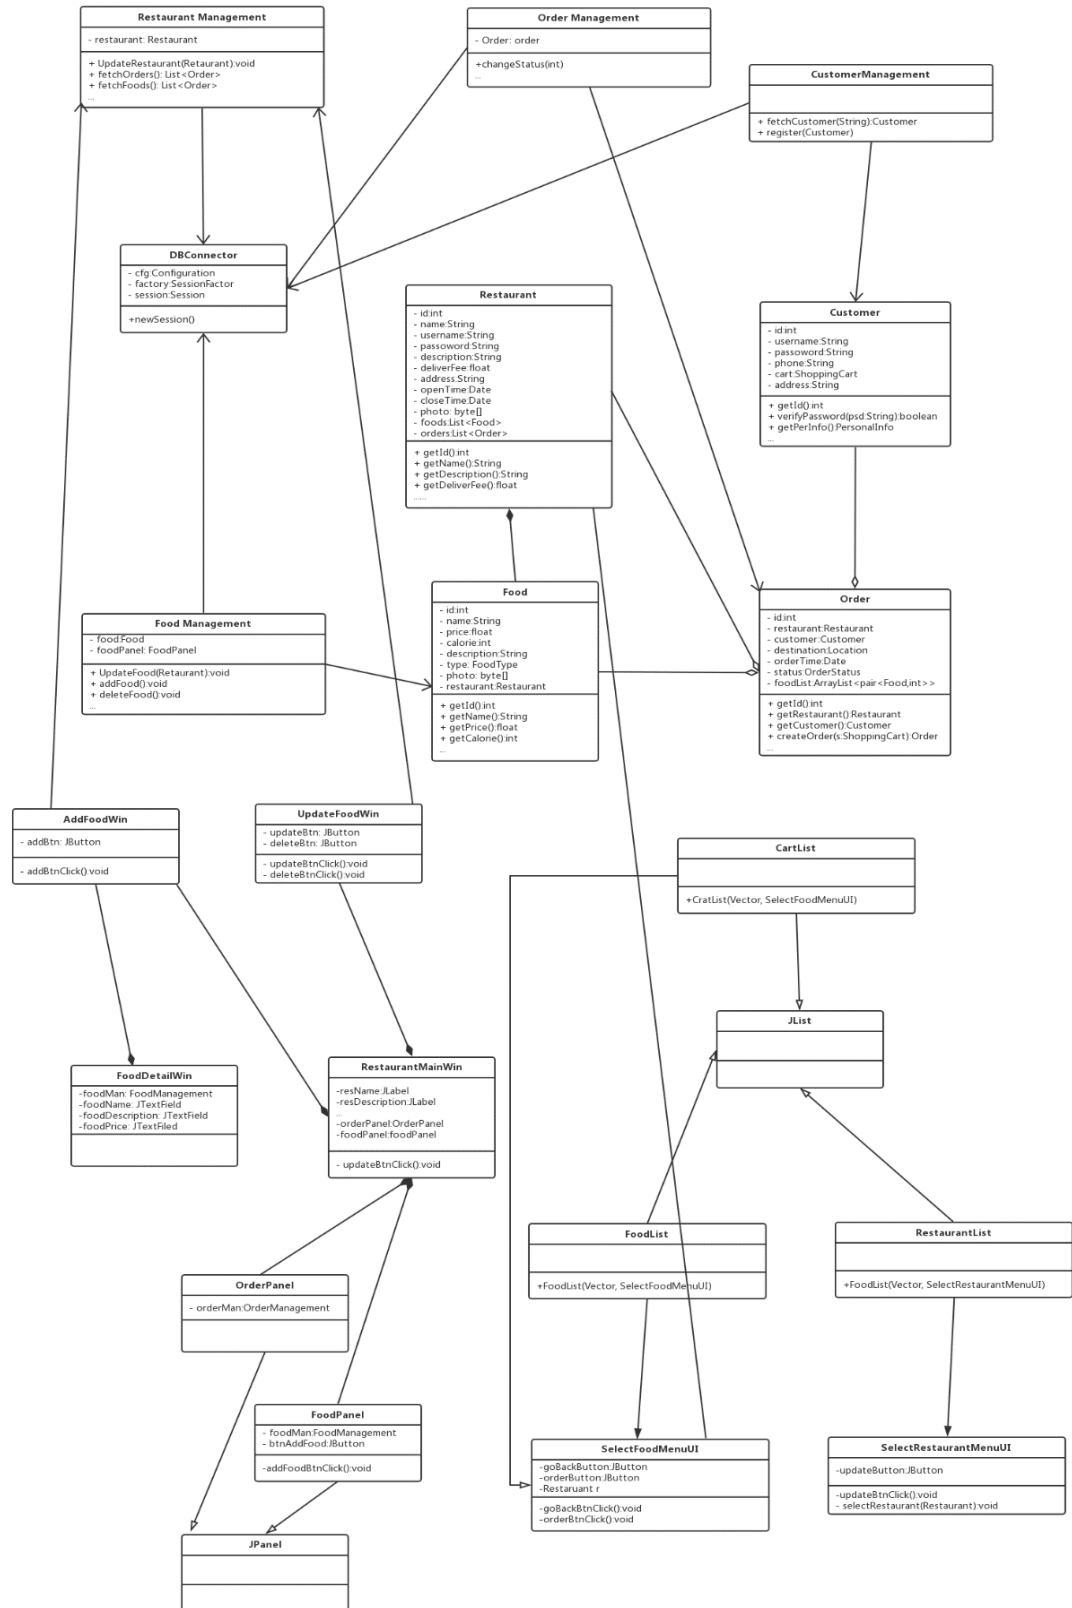 Restaurant Management
- restaurant: Restaurant
+ UpdateRestaurant(Retaurant):void
+ fetchOrders(): List<Order>
+ fetchFoods(): List<Order>
...
Order Management
- Order: order
+changeStatus(int)
...
CustomerManagement
+ fetchCustomer(String):Customer
+ register(Customer)
DBConnector
- cfg:Configuration
- factory:SessionFactor
- session:Session
+newSession()
Restaurant
- id:int
- name:String
- username:String
- passoword:String
- description:String
- deliverFee:float
- address:String
- openTime:Date
- closeTime:Date
- photo: byte[]
- foods:List<Food>
- orders:List<Order>
+ getId():int
+ getName():String
+ getDescription():String
+ getDeliverFee():float
......
Customer
- id:int
- username:String
- passoword:String
- phone:String
- cart:ShoppingCart
- address:String
+ getId():int
+ verifyPassword(psd:String):boolean
+ getPerInfo():PersonalInfo
...
Food Management
- food:Food
- foodPanel: FoodPanel
+ UpdateFood(Retaurant):void
+ addFood():void
+ deleteFood():void
...
Food
- id:int
- name:String
- price:float
- calorie:int
- description:String
- type: FoodType
- photo: byte[]
- restaurant:Restaurant
+ getId():int
+ getName():String
+ getPrice():float
+ getCalorie():int
...
Order
- id:int
- restaurant:Restaurant
- customer:Customer
- destination:Location
- orderTime:Date
- status:OrderStatus
- foodList:ArrayList<pair<Food,int>>
+ getId():int
+ getRestaurant():Restaurant
+ getCustomer():Customer
+ createOrder(s:ShoppingCart):Order
...
AddFoodWin
- addBtn: JButton
- addBtnClick():void
UpdateFoodWin
- updateBtn: JButton
- deleteBtn: JButton
- updateBtnClick():void
- deleteBtnClick():void
CartList
+CratList(Vector, SelectFoodMenuUI)
JList
FoodDetailWin
-foodMan: FoodManagement
-foodName: JTextField
-foodDescription: JTextField
-foodPrice: JTextFiled
RestaurantMainWin
-resName:JLabel
-resDescription:JLabel
...
-orderPanel:OrderPanel
-foodPanel:foodPanel
- updateBtnClick():void
FoodList
+FoodList(Vector, SelectFoodMenuUI)
RestaurantList
+FoodList(Vector, SelectRestaurantMenuUI)
OrderPanel
- orderMan:OrderManagement
FoodPanel
- foodMan:FoodManagement
- btnAddFood:JButton
-addFoodBtnClick():void
SelectFoodMenuUI
-goBackButton:JButton
-orderButton:JButton
-Restaruant r
-goBackBtnClick():void
-orderBtnClick():void
SelectRestaurantMenuUI
-updateButton:JButton
-updateBtnClick():void
- selectRestaurant(Restaurant):void
JPanel